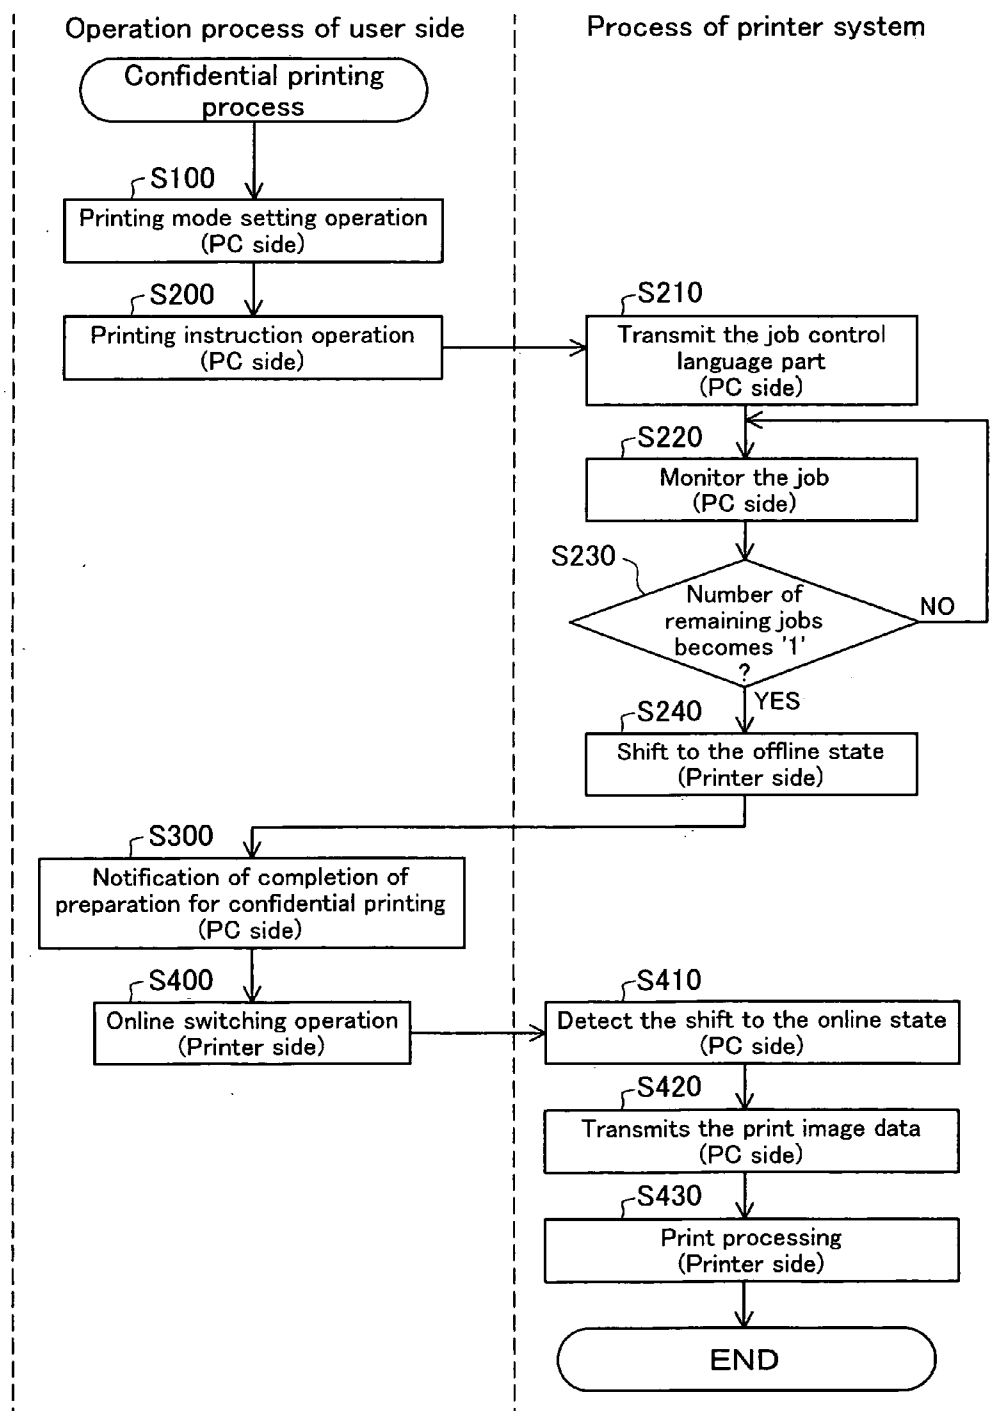 Operation process of user side
Process of printer system
Confidential printing
process
S100
Printing mode setting operation
(PC side)
S200
Printing instruction operation
(PC side)
S210
Transmit the job control
language part
(PC side)
S220
Monitor the job
(PC side)
S230
Number of
remaining jobs
becomes '1'
?
NO
YES
S240
Shift to the offline state
(Printer side)
S300
Notification of completion of
preparation for confidential printing
(PC side)
S400
Online switching operation
(Printer side)
S410
Detect the shift to the online state
(PC side)
S420
Transmits the print image data
(PC side)
S430
Print processing
(Printer side)
END